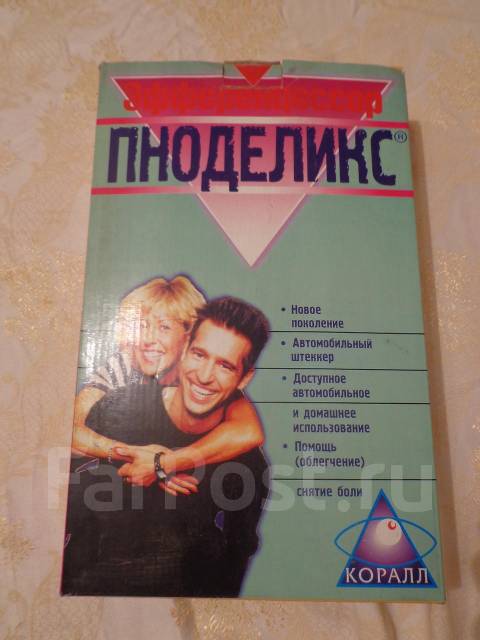 ПНОДЕЛИКС®
• Новое
поколение
• Автомобильный
штеккер
• Доступное
автомобильное
и домашнее
использование
• Помощь
(облегчение)
снятие боли
КОРАЛЛ
FarPost.ru